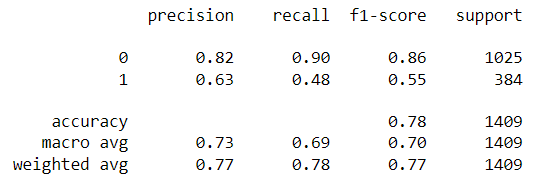 precision recall f1-score support
0 0.82 0.90 0.86 1025
1 0.63 0.48 0.55 384
accuracy 0.78 1409
macro avg 0.73 0.69 0.70 1409
weighted avg 0.77 0.78 0.77 1409